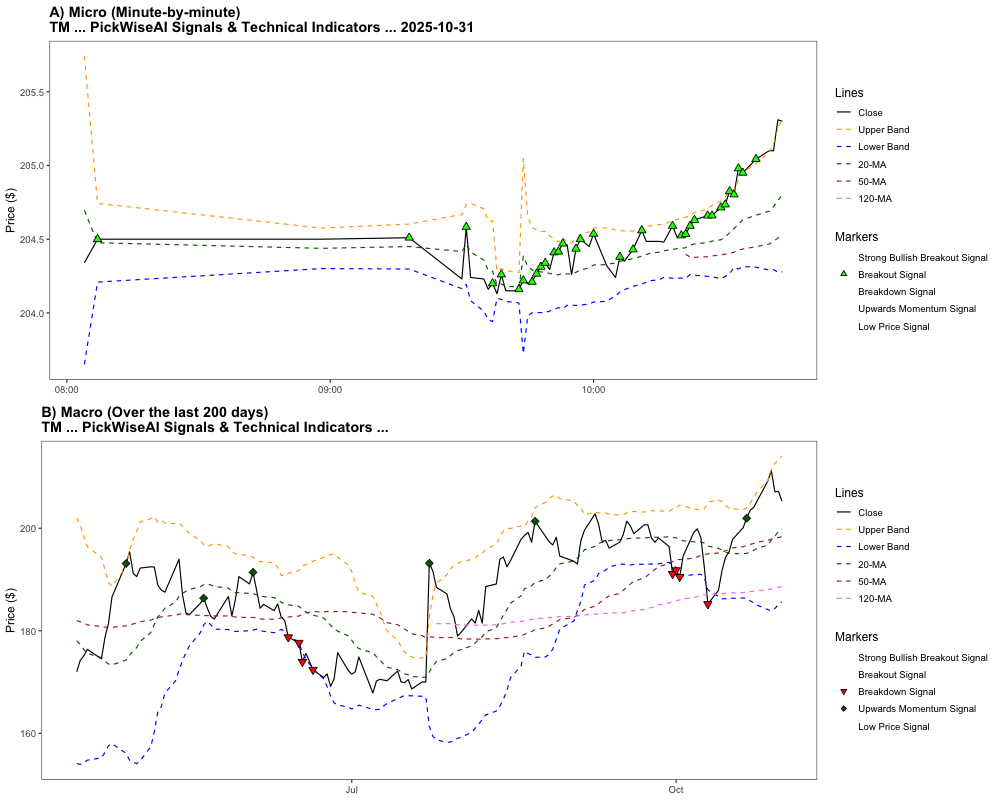 A) Micro (Minute-by-minute)
TM ... PickWiseAI Signals & Technical Indicators ... 2025-10-31
Price ($)
205.5
205.0
204.5
204.0
08:00
09:00
10:00
Lines
Close
Upper Band
Lower Band
20-MA
50-MA
120-MA
Markers
Strong Bullish Breakout Signal
Breakout Signal
Breakdown Signal
Upwards Momentum Signal
Low Price Signal
B) Macro (Over the last 200 days)
TM ... PickWiseAI Signals & Technical Indicators ...
Price ($)
200
180
160
Jul
Oct
Lines
Close
Upper Band
Lower Band
20-MA
50-MA
120-MA
Markers
Strong Bullish Breakout Signal
Breakout Signal
Breakdown Signal
Upwards Momentum Signal
Low Price Signal